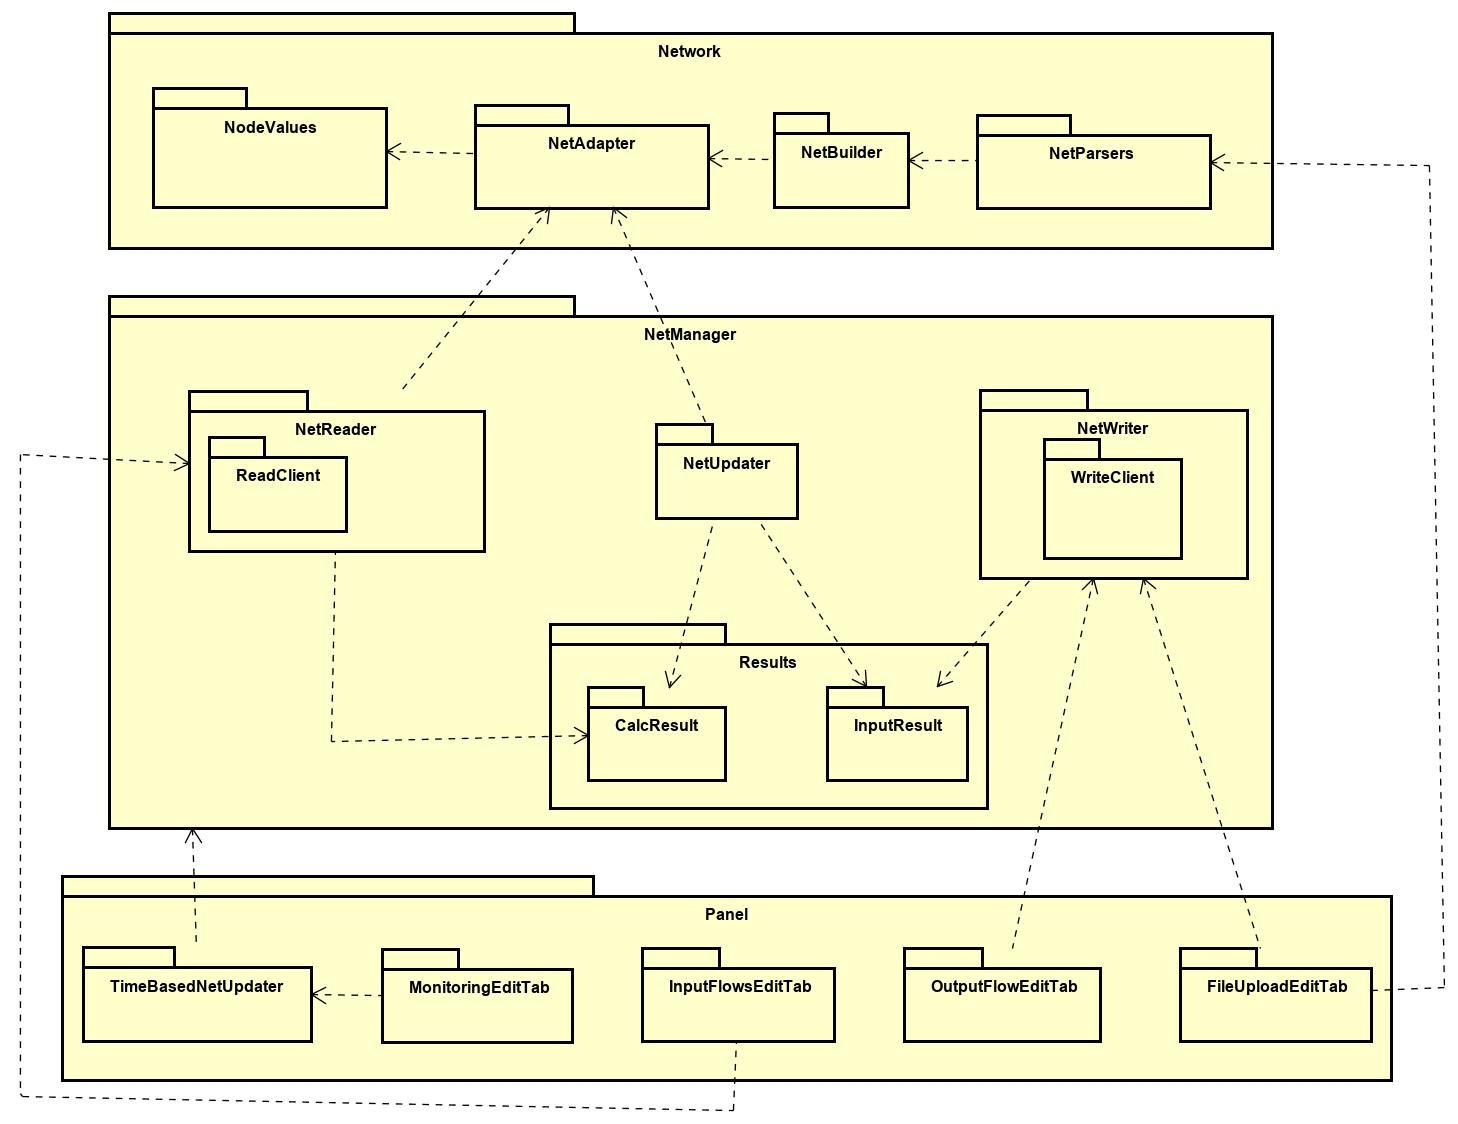 Network
NodeValues
NetAdapter
NetBuilder
NetParsers
NetManager
NetReader
ReadClient
NetUpdater
NetWriter
WriteClient
Results
CalcResult
InputResult
Panel
TimeBasedNetUpdater
MonitoringEditTab
InputFlowsEditTab
OutputFlowEditTab
FileUploadEditTab